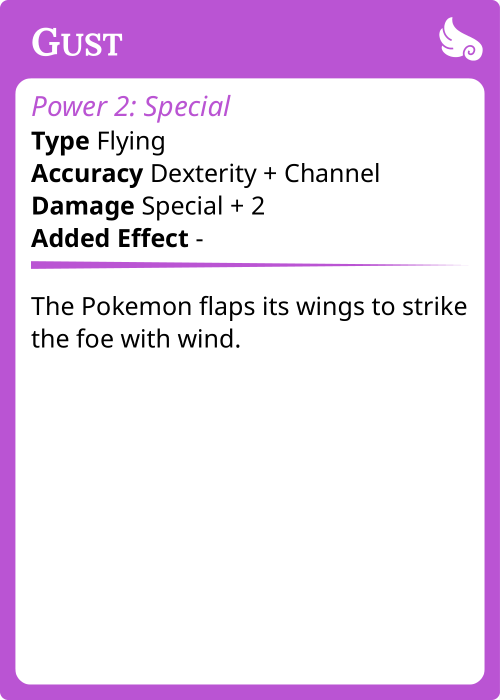 Gust
Power 2: Special
Type Flying
Accuracy Dexterity + Channel
Damage Special + 2
Added Effect -
The Pokemon flaps its wings to strike
the foe with wind.